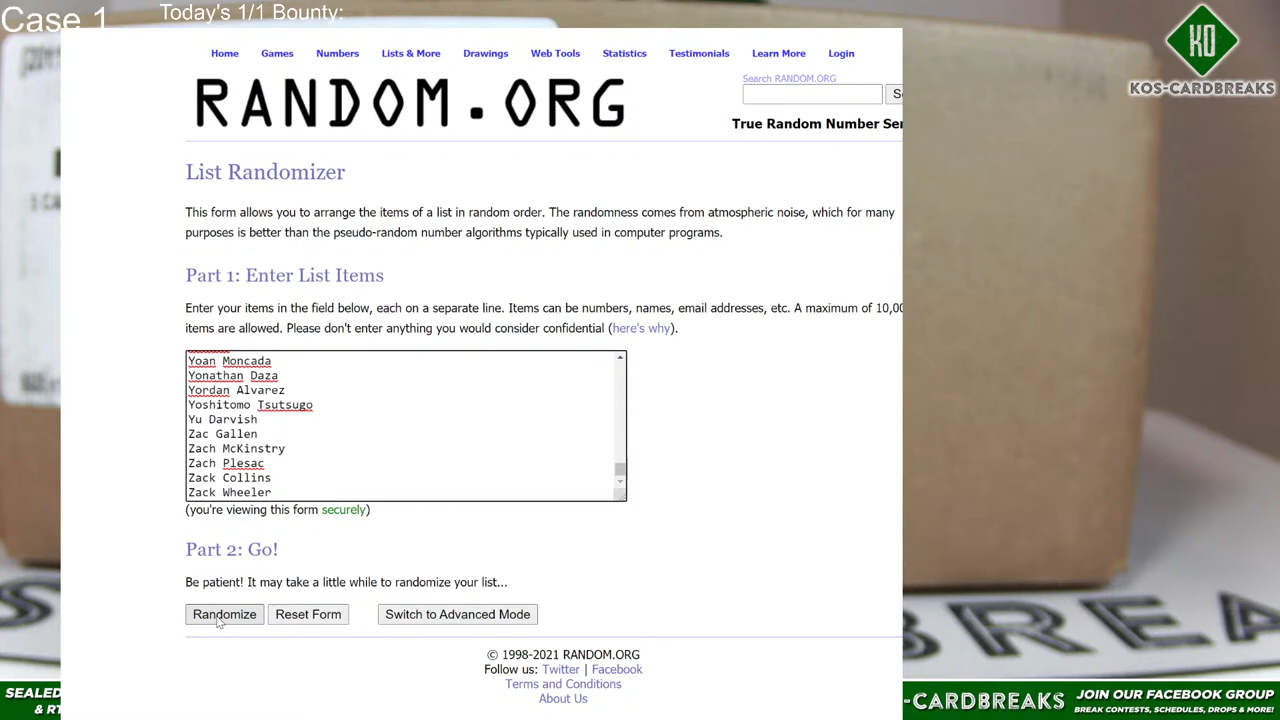 Case 1
Today's 1/1 Bounty:
Home Games Numbers Lists & More Drawings Web Tools Statistics Testimonials Learn More Login
Search RANDOM.ORG
RANDOM.ORG
True Random Number Ser
KO
KOS-CARDBREAKS
List Randomizer
This form allows you to arrange the items of a list in random order. The randomness comes from atmospheric noise, which for many
purposes is better than the pseudo-random number algorithms typically used in computer programs.
Part 1: Enter List Items
Enter your items in the field below, each on a separate line. Items can be numbers, names, email addresses, etc. A maximum of 10,00
items are allowed. Please don't enter anything you would consider confidential (here's why).
Yoan Moncada
Yonathan Daza
Yordan Alvarez
Yoshitomo Tsutsugo
Yu Darvish
Zac Gallen
Zach McKinstry
Zach Plesac
Zack Collins
Zack Wheeler
(you're viewing this form securely)
Part 2: Go!
Be patient! It may take a little while to randomize your list...
Randomize Reset Form Switch to Advanced Mode
© 1998-2021 RANDOM.ORG
Follow us: Twitter | Facebook
Terms and Conditions
About Us
SEALED
& RT
-CARDBREAKS
JOIN OUR FACEBOOK GROUP
BREAK CONTESTS, SCHEDULES, DROPS & MORE!